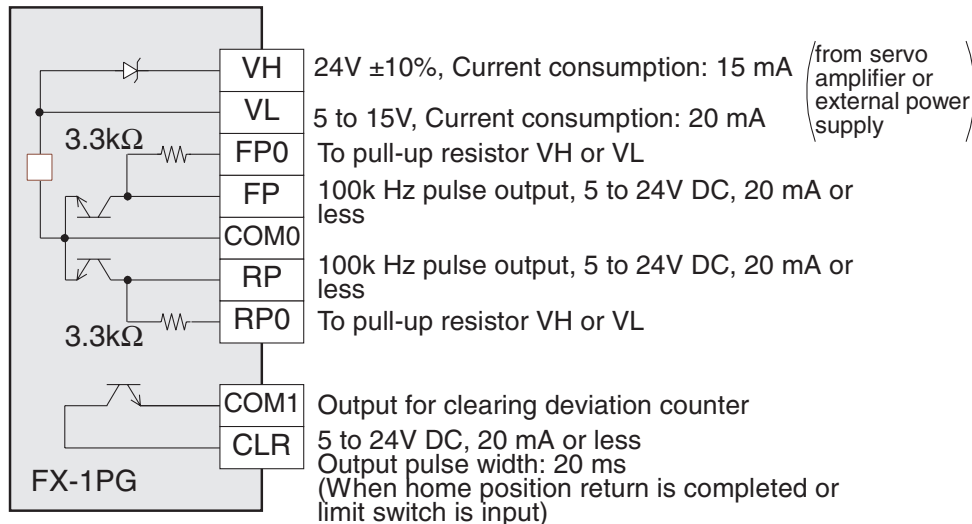 VH 24V ±10%, Current consumption: 15 mA
from servo
amplifier or
external power
supply
VL 5 to 15V, Current consumption: 20 mA
3.3kΩ
FP0 To pull-up resistor VH or VL
FP 100k Hz pulse output, 5 to 24V DC, 20 mA or
less
COM0
RP 100k Hz pulse output, 5 to 24V DC, 20 mA or
less
RP0 To pull-up resistor VH or VL
3.3kΩ
COM1 Output for clearing deviation counter
CLR 5 to 24V DC, 20 mA or less
Output pulse width: 20 ms
(When home position return is completed or
limit switch is input)
FX-1PG